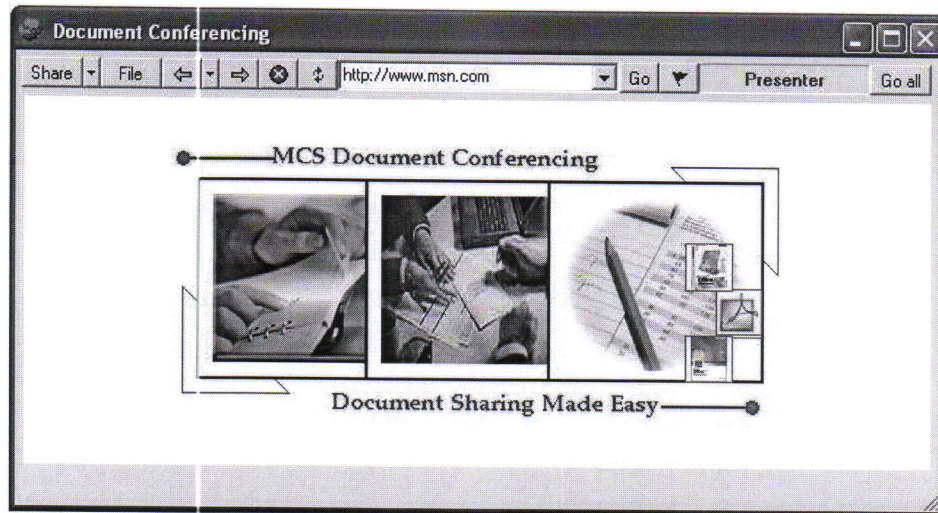 Document Conferencing
Share File http://www.msn.com Go Presenter Go all
MCS Document Conferencing
Document Sharing Made Easy